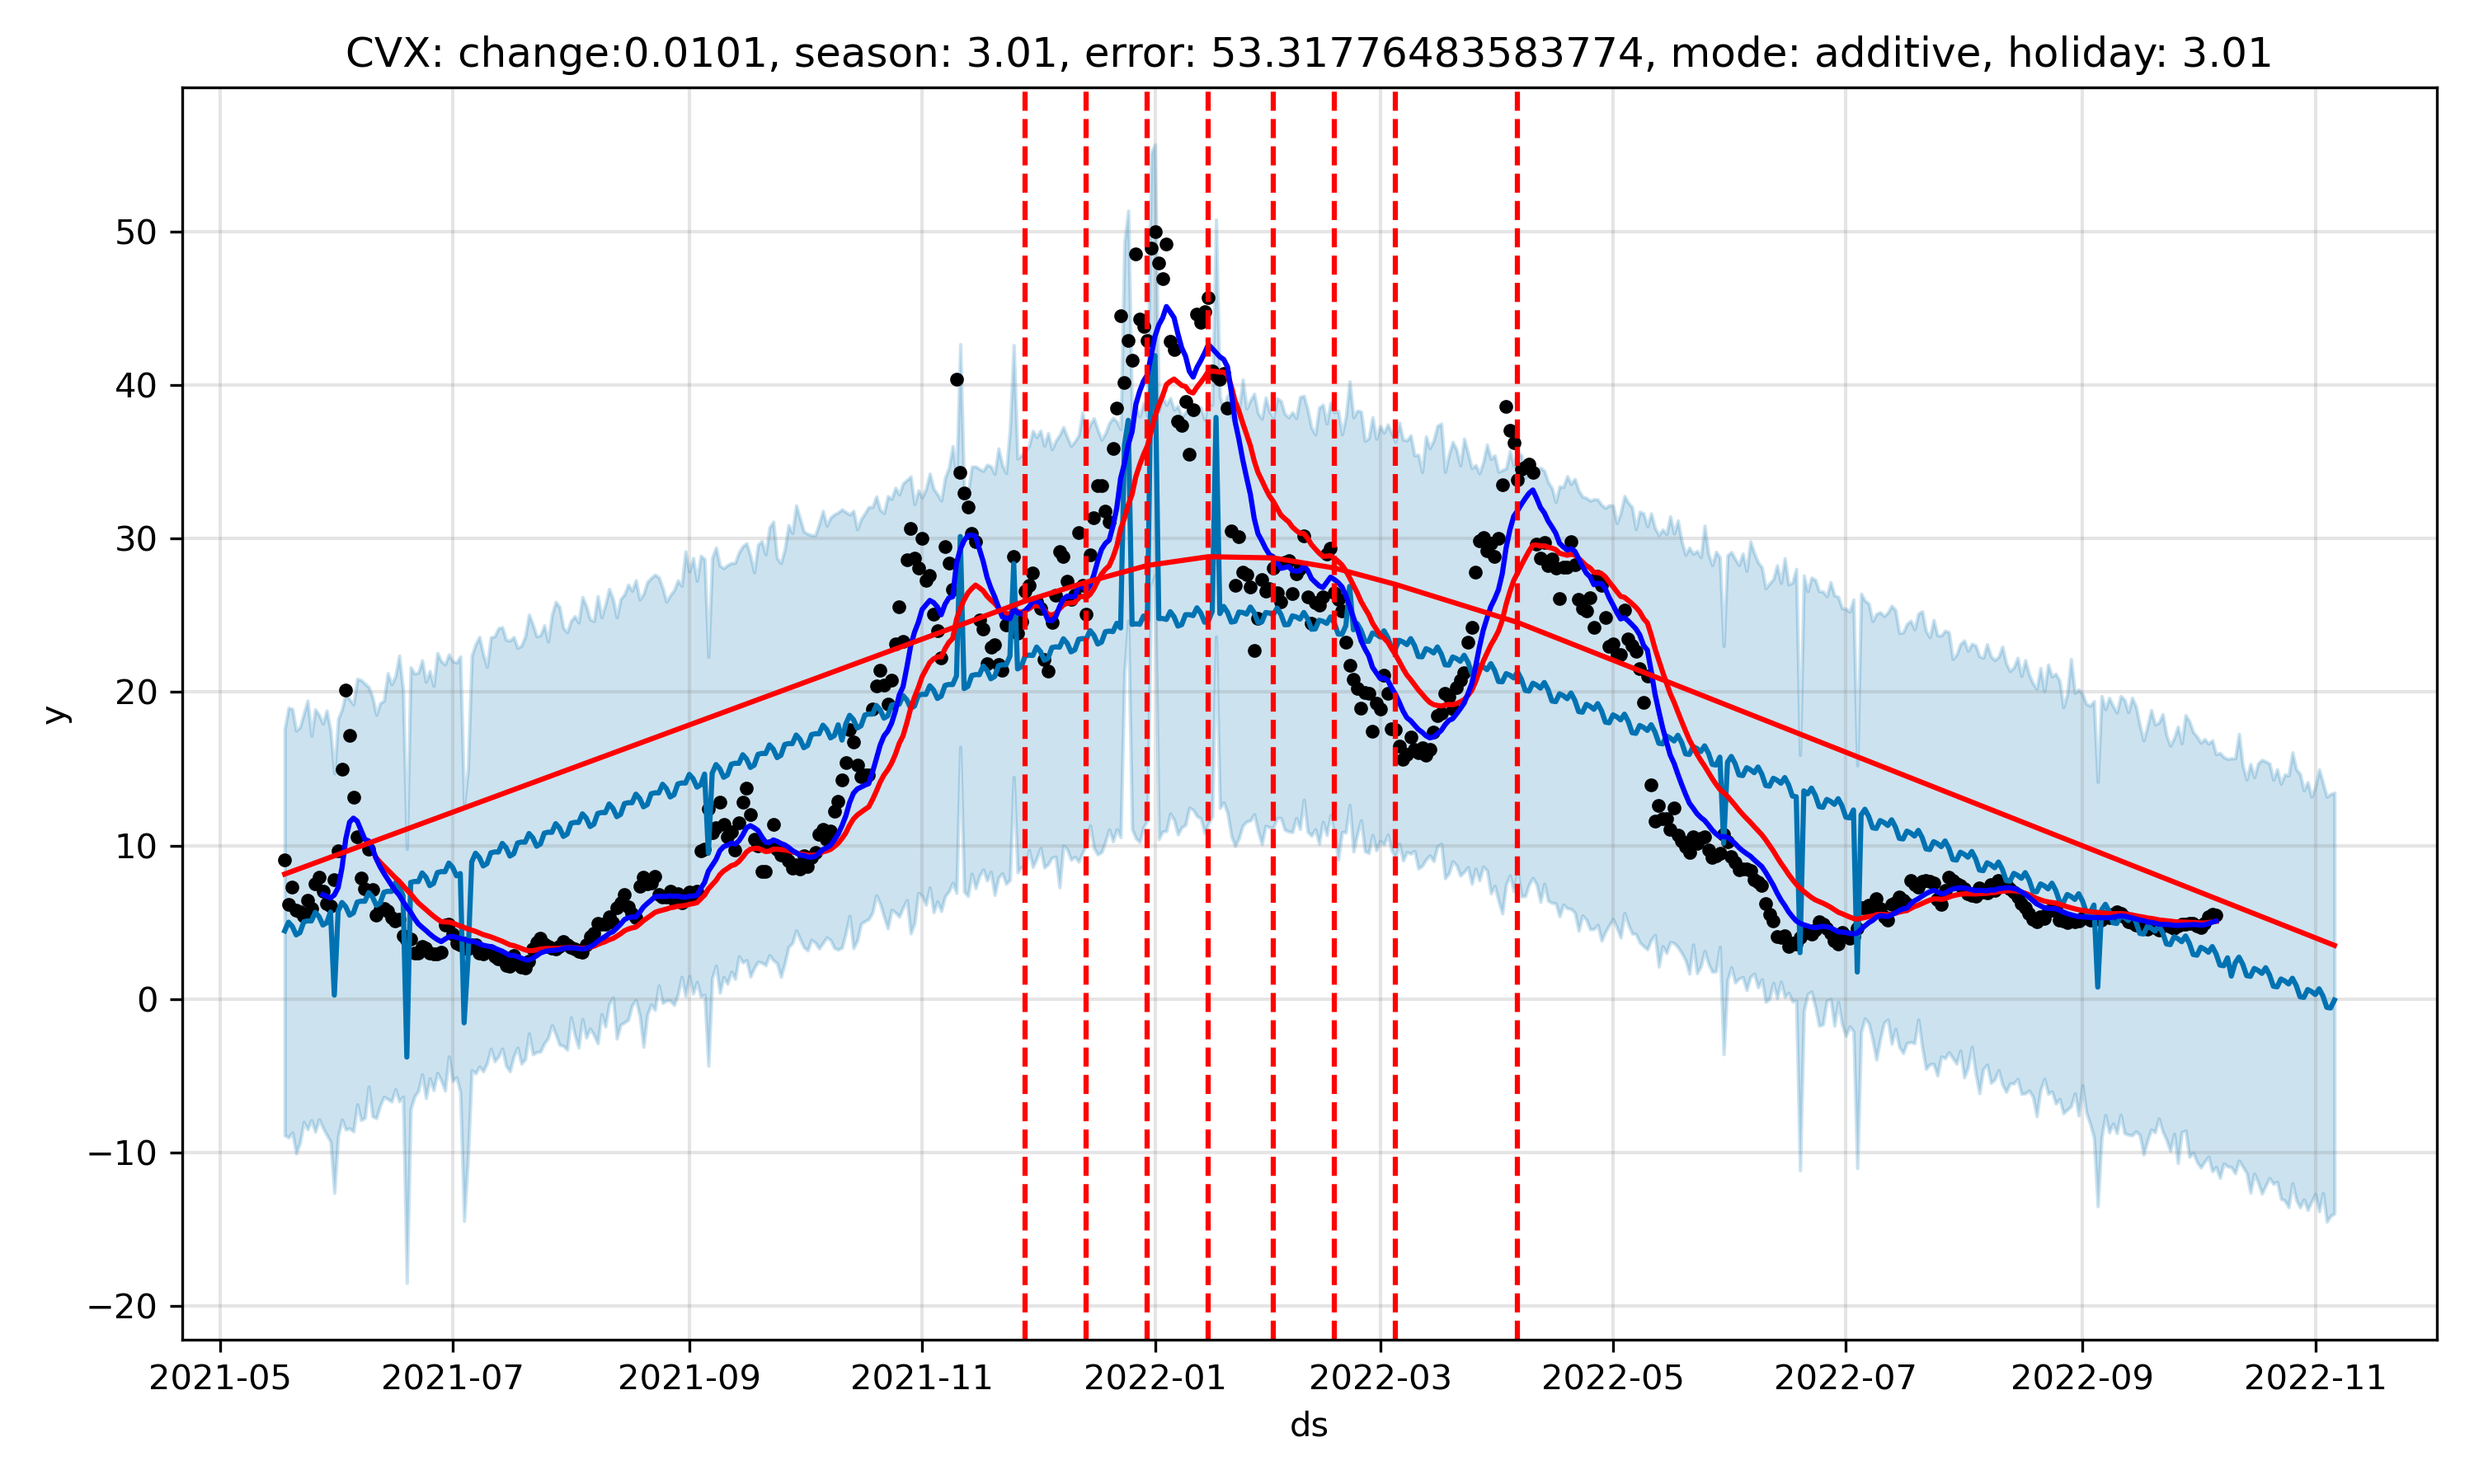 CVX: change:0.0101, season: 3.01, error: 53.31776483583774, mode: additive, holiday: 3.01
y
50
40
30
20
10
0
−10
−20
2021-05 2021-07 2021-09 2021-11 2022-01 2022-03 2022-05 2022-07 2022-09 2022-11
ds